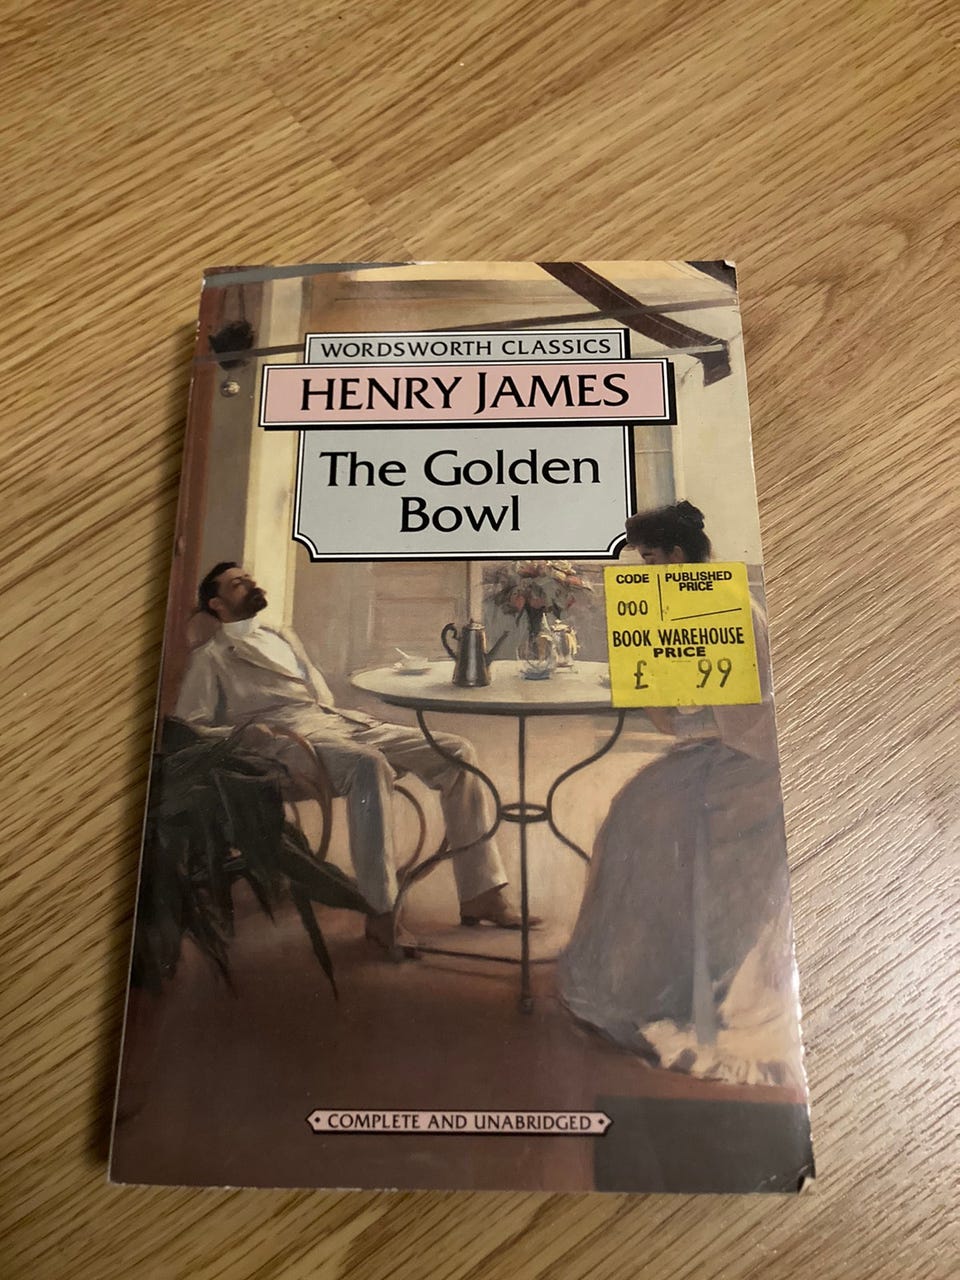 WORDSWORTH CLASSICS
HENRY JAMES
The Golden
Bowl
CODE
PUBLISHED
PRICE
000
BOOK WAREHOUSE
PRICE
£ .99
COMPLETE AND UNABRIDGED